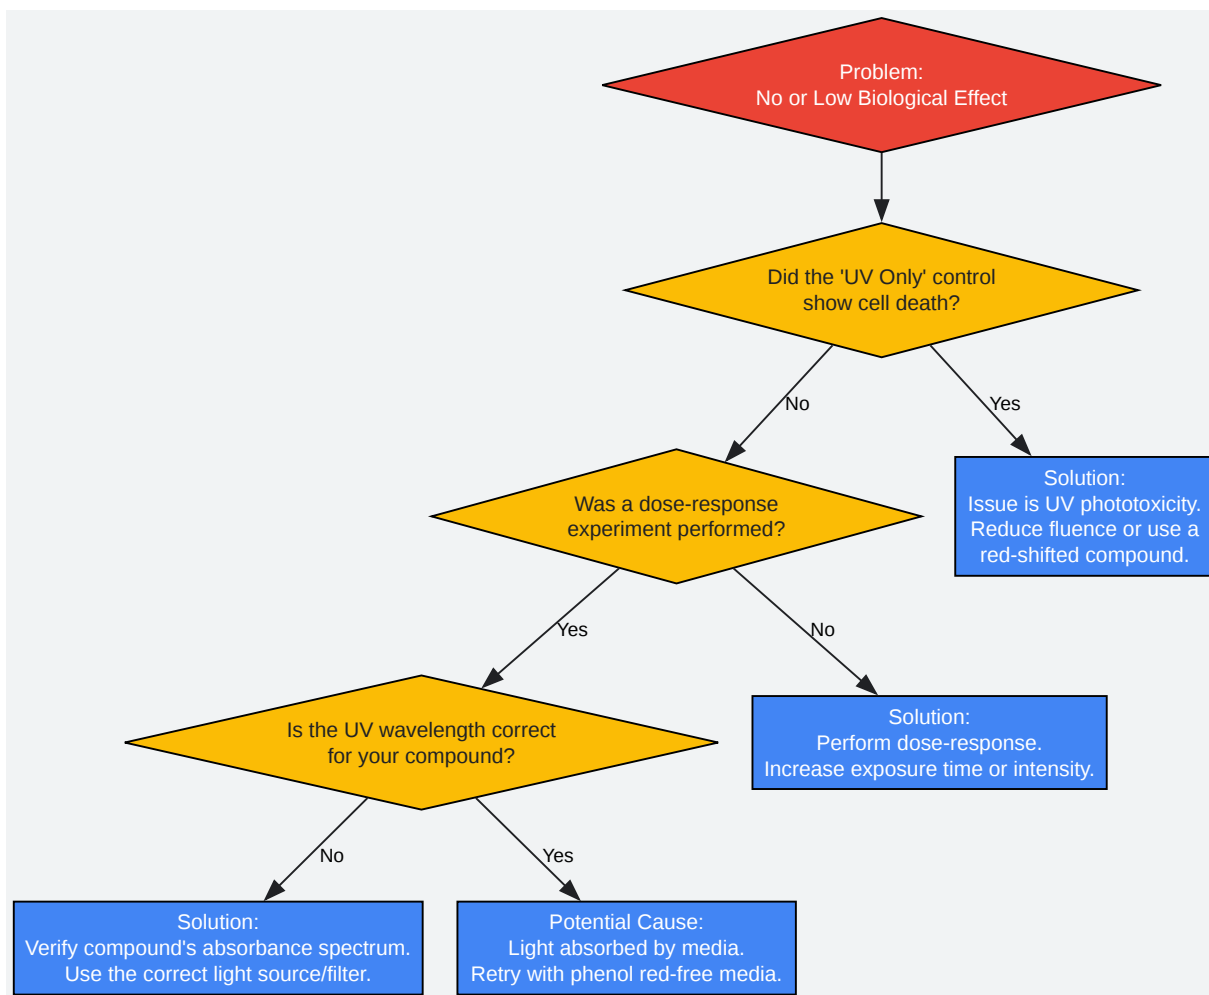 Problem:
No or Low Biological Effect
Did the 'UV Only' control
show cell death?
No
Yes
Solution:
Issue is UV phototoxicity.
Reduce fluence or use a
red-shifted compound.
Was a dose-response
experiment performed?
Yes
No
Solution:
Perform dose-response.
Increase exposure time or intensity.
Is the UV wavelength correct
for your compound?
No
Yes
Solution:
Verify compound's absorbance spectrum.
Use the correct light source/filter.
Potential Cause:
Light absorbed by media.
Retry with phenol red-free media.